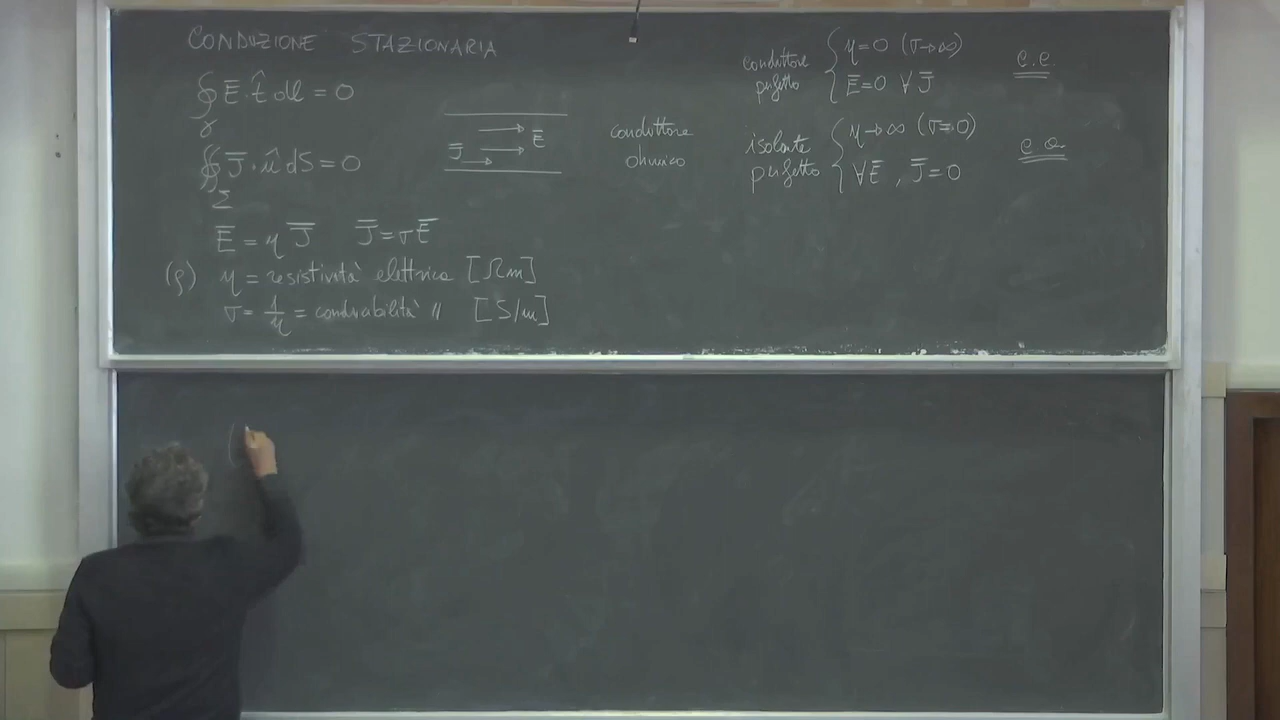 CONDUZIONE STAZIONARIA
∮ Ē · t̂ dl = 0
γ
∯ J̄ · n̂ dS = 0
Σ
Ē = η J̄ J̄ = σ Ē
(ρ) η = resistività elettrica [Ωm]
σ = 1/η = conducibilità " [S/m]
J̄ Ē
conduttore
ohmico
conduttore
perfetto
η = 0 (σ→∞)
Ē = 0 ∀ J̄
c.c.
isolante
perfetto
η → ∞ (σ = 0)
∀ Ē , J̄ = 0
c.a.